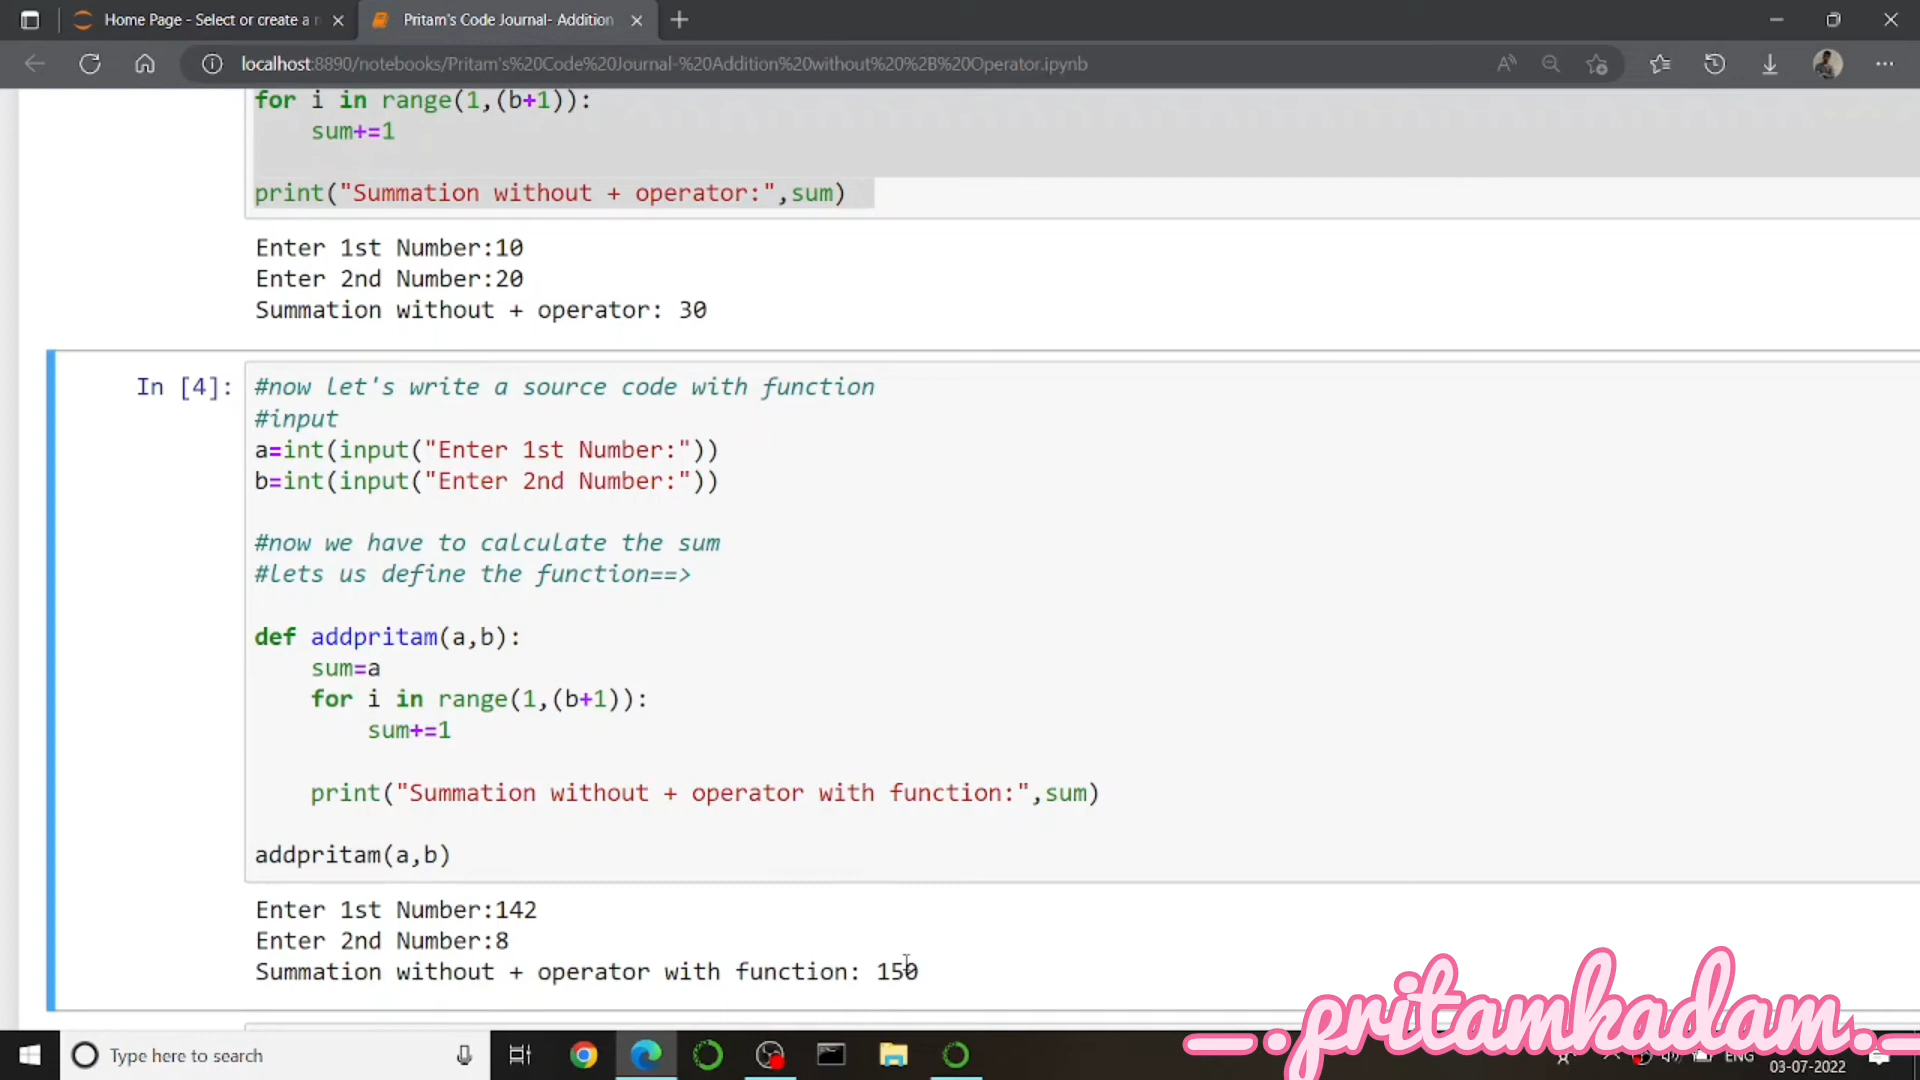 Home Page - Select or create a n
Pritam's Code Journal- Addition
localhost:8890/notebooks/Pritam's%20Code%20Journal-%20Addition%20without%20%2B%20Operator.ipynb
for i in range(1,(b+1)):
sum+=1
print("Summation without + operator:",sum)
Enter 1st Number:10
Enter 2nd Number:20
Summation without + operator: 30
In [4]:
#now let's write a source code with function
#input
a=int(input("Enter 1st Number:"))
b=int(input("Enter 2nd Number:"))
#now we have to calculate the sum
#lets us define the function==>
def addpritam(a,b):
sum=a
for i in range(1,(b+1)):
sum+=1
print("Summation without + operator with function:",sum)
addpritam(a,b)
Enter 1st Number:142
Enter 2nd Number:8
Summation without + operator with function: 150
_.pritamkadam._
Type here to search
ENG
03-07-2022